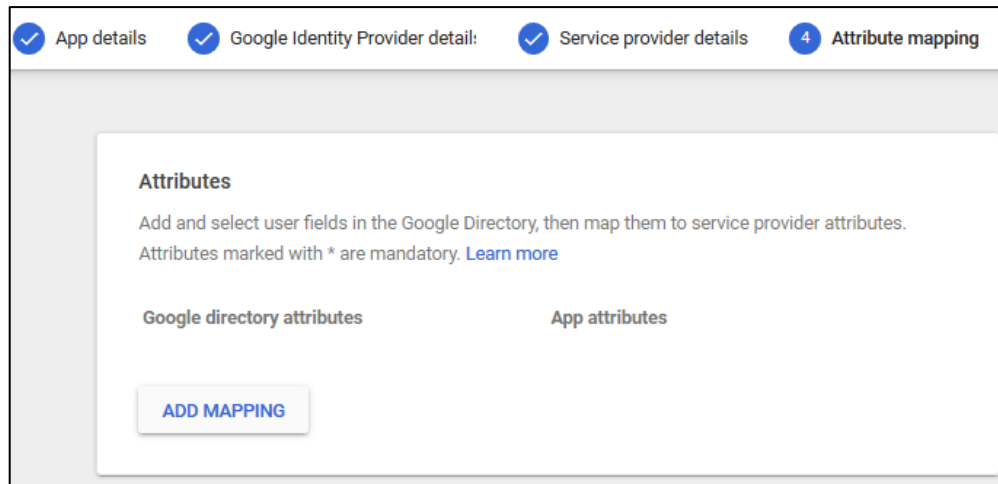 App details
Google Identity Provider details
Service provider details
4 Attribute mapping
Attributes
Add and select user fields in the Google Directory, then map them to service provider attributes.
Attributes marked with * are mandatory. Learn more
Google directory attributes
App attributes
ADD MAPPING